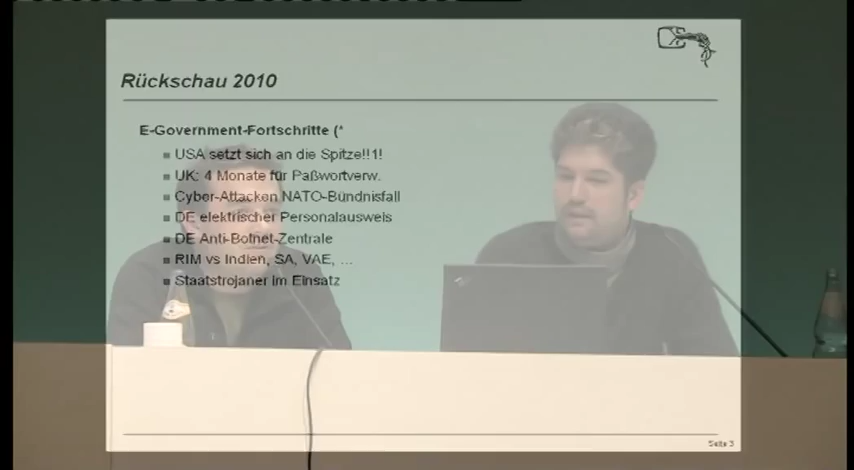 Rückschau 2010
E-Government-Fortschritte (*
USA setzt sich an die Spitze!!1!
UK: 4 Monate für Paßwortverw.
Cyber-Attacken NATO-Bündnisfall
DE elektrischer Personalausweis
DE Anti-Botnet-Zentrale
RIM vs Indien, SA, VAE, ...
Staatstrojaner im Einsatz
Seite 3